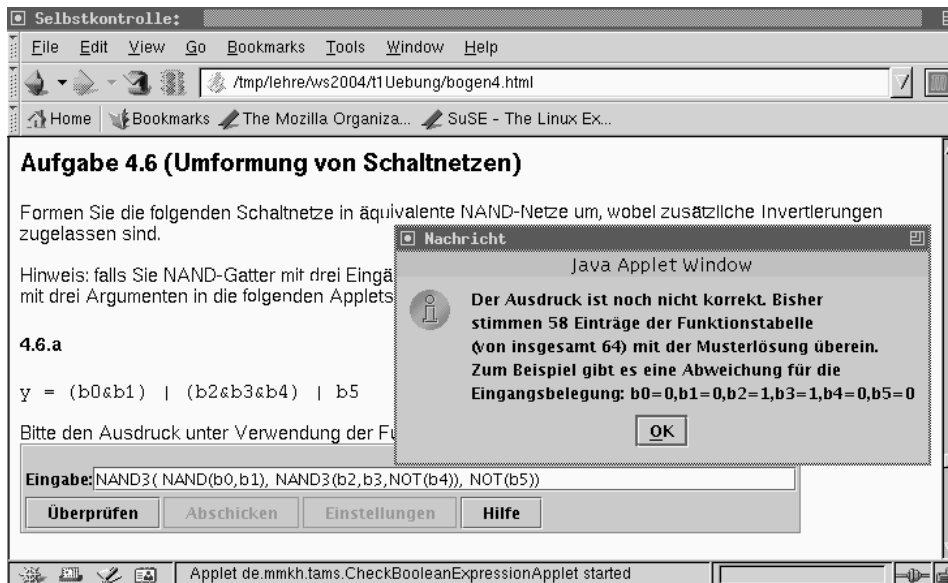 Selbstkontrolle:
File Edit View Go Bookmarks Tools Window Help
/tmp/lehre/ws2004/t1Uebung/bogen4.html
Home Bookmarks The Mozilla Organiza... SuSE - The Linux Ex...
Aufgabe 4.6 (Umformung von Schaltnetzen)
Formen Sie die folgenden Schaltnetze in äquivalente NAND-Netze um, wobei zusätzliche Invertierungen
zugelassen sind.
Hinweis: falls Sie NAND-Gatter mit drei Eingä
mit drei Argumenten in die folgenden Applets
4.6.a
y = (b0&b1) | (b2&b3&b4) | b5
Bitte den Ausdruck unter Verwendung der Fu
Nachricht
Java Applet Window
Der Ausdruck ist noch nicht korrekt. Bisher
stimmen 58 Einträge der Funktionstabelle
(von insgesamt 64) mit der Musterlösung überein.
Zum Beispiel gibt es eine Abweichung für die
Eingangsbelegung: b0=0,b1=0,b2=1,b3=1,b4=0,b5=0
OK
Eingabe: NAND3( NAND(b0,b1), NAND3(b2,b3,NOT(b4)), NOT(b5))
Überprüfen Abschicken Einstellungen Hilfe
Applet de.mmkh.tams.CheckBooleanExpressionApplet started